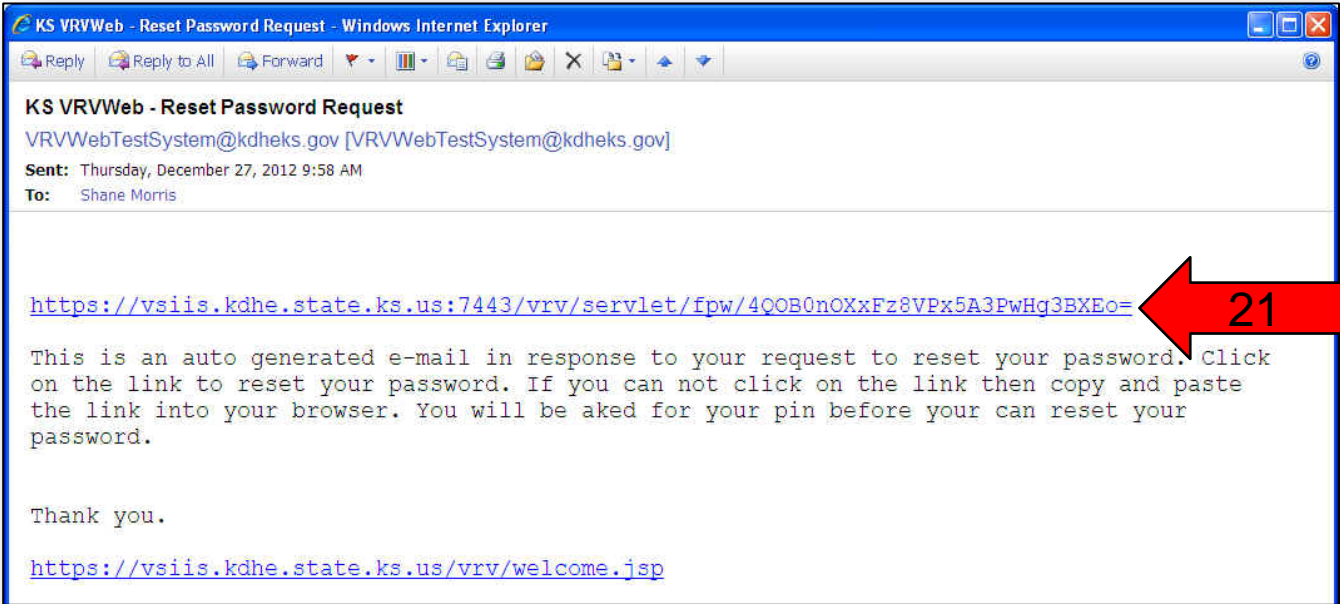 KS VRVWeb - Reset Password Request - Windows Internet Explorer
Reply Reply to All Forward
KS VRVWeb - Reset Password Request
VRVWebTestSystem@kdheks.gov [VRVWebTestSystem@kdheks.gov]
Sent: Thursday, December 27, 2012 9:58 AM
To: Shane Morris
https://vsiis.kdhe.state.ks.us:7443/vrv/servlet/fpw/4QOB0nOXxFz8VPx5A3PwHg3BXEo=
21
This is an auto generated e-mail in response to your request to reset your password. Click
on the link to reset your password. If you can not click on the link then copy and paste
the link into your browser. You will be aked for your pin before your can reset your
password.
Thank you.
https://vsiis.kdhe.state.ks.us/vrv/welcome.jsp